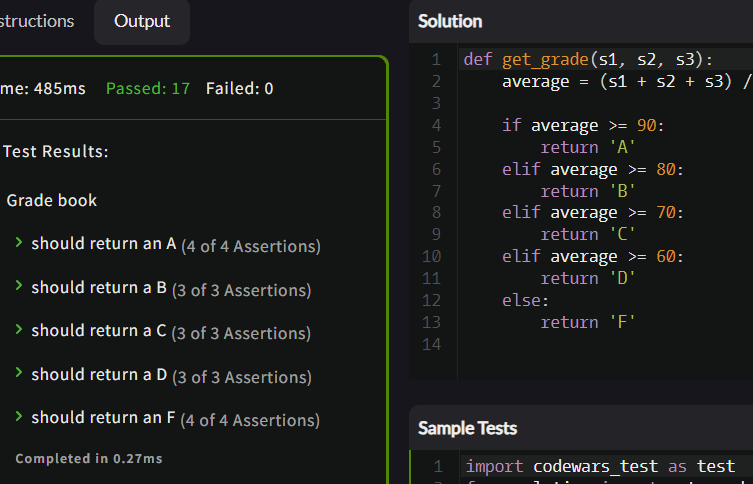 structions Output
me: 485ms Passed: 17 Failed: 0
Test Results:
Grade book
should return an A (4 of 4 Assertions)
should return a B (3 of 3 Assertions)
should return a C (3 of 3 Assertions)
should return a D (3 of 3 Assertions)
should return an F (4 of 4 Assertions)
Completed in 0.27ms
Solution
1 def get_grade(s1, s2, s3):
2     average = (s1 + s2 + s3) /
3
4     if average >= 90:
5         return 'A'
6     elif average >= 80:
7         return 'B'
8     elif average >= 70:
9         return 'C'
10     elif average >= 60:
11         return 'D'
12     else:
13         return 'F'
14
Sample Tests
1 import codewars_test as test